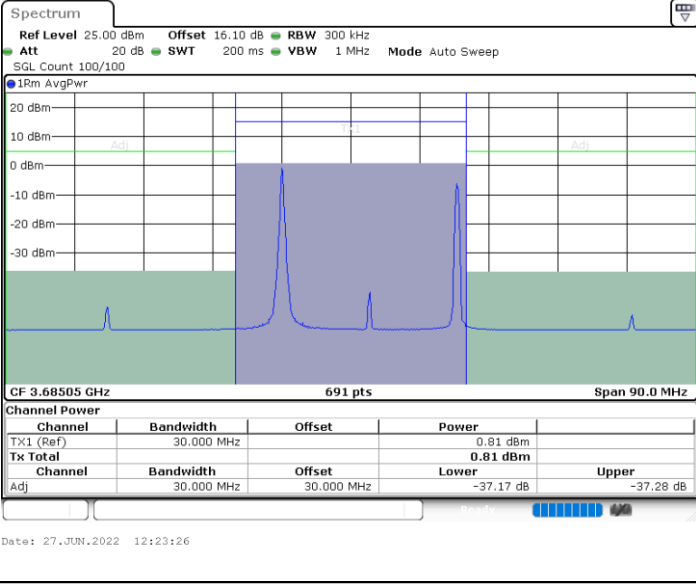 Spectrum
Ref Level 25.00 dBm Offset 16.10 dB RBW 300 kHz
Att 20 dB SWT 200 ms VBW 1 MHz Mode Auto Sweep
SGL Count 100/100
1Rm AvgPwr
20 dBm
Tx1
10 dBm
Adj Adj
0 dBm
-10 dBm
-20 dBm
-30 dBm
CF 3.68505 GHz 691 pts Span 90.0 MHz
Channel Power
Channel Bandwidth Offset Power
TX1 (Ref) 30.000 MHz 0.81 dBm
Tx Total 0.81 dBm
Channel Bandwidth Offset Lower Upper
Adj 30.000 MHz 30.000 MHz -37.17 dB -37.28 dB
Ready
Date: 27.JUN.2022 12:23:26